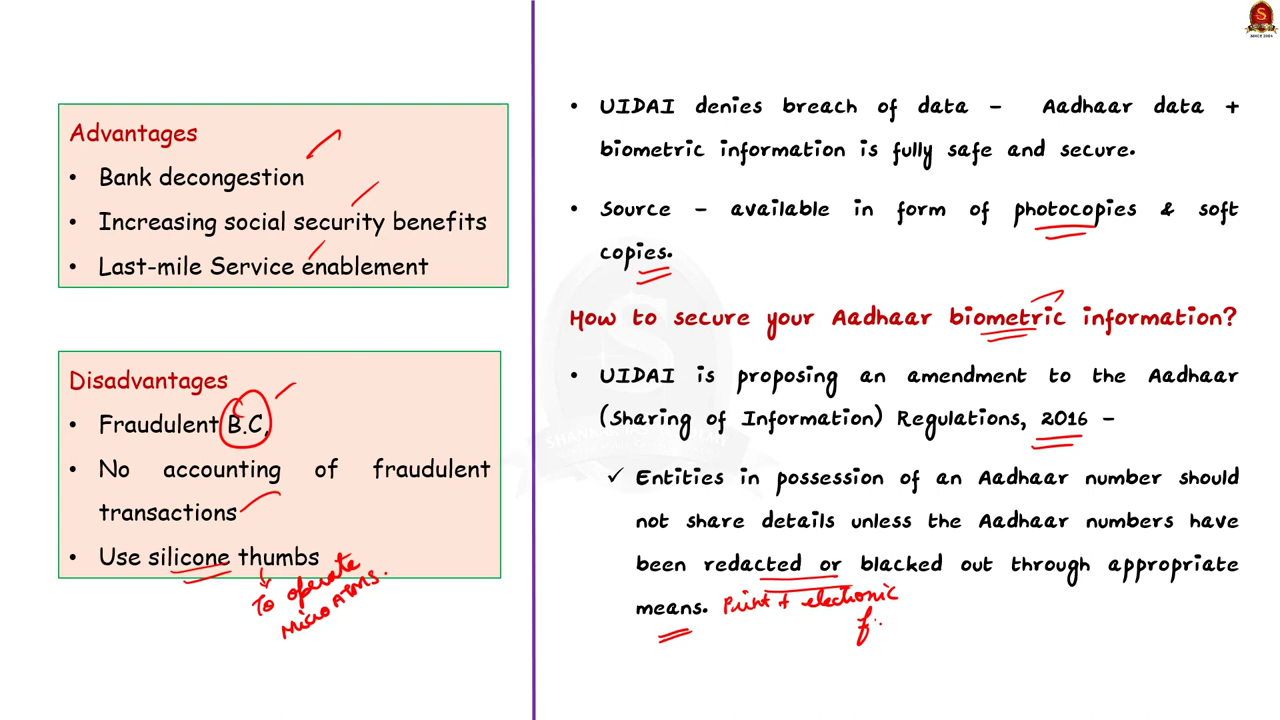 Advantages
• Bank decongestion
• Increasing social security benefits
• Last-mile Service enablement
Disadvantages
• Fraudulent B.C,
• No accounting of fraudulent
transactions
• Use silicone thumbs
To operate
Micro ATMs.
• UIDAI denies breach of data – Aadhaar data +
biometric information is fully safe and secure.
• Source – available in form of photocopies & soft
copies.
How to secure your Aadhaar biometric information?
• UIDAI is proposing an amendment to the Aadhaar
(Sharing of Information) Regulations, 2016 –
✓ Entities in possession of an Aadhaar number should
not share details unless the Aadhaar numbers have
been redacted or blacked out through appropriate
means. Print + electronic
f
S
SINCE 2004